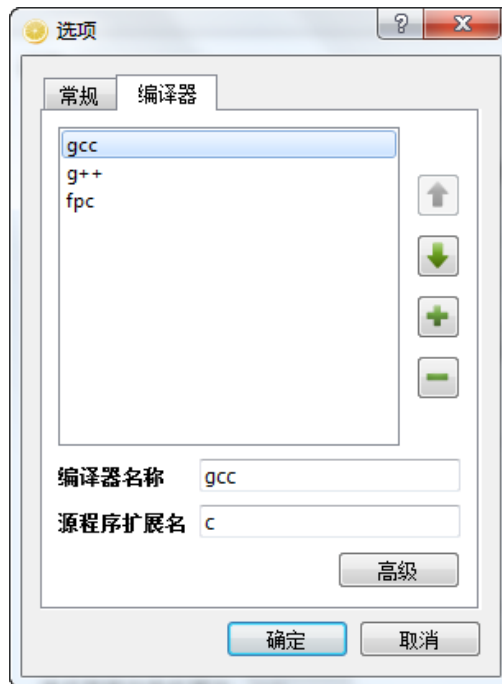 选项
常规 编译器
gcc
g++
fpc
编译器名称 gcc
源程序扩展名 c
高级
确定 取消